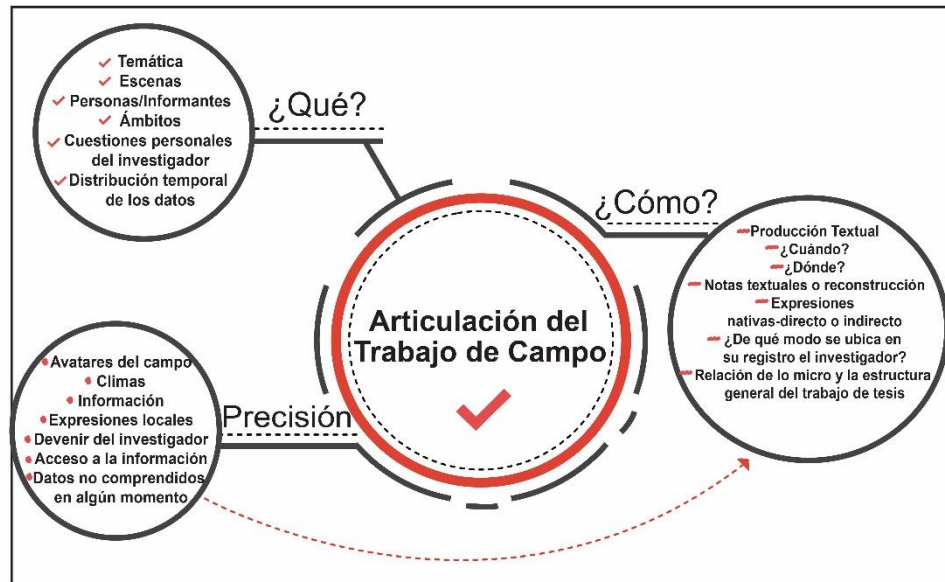 Temática
Escenas
Personas/Informantes
Ámbitos
Cuestiones personales
del investigador
Distribución temporal
de los datos
¿Qué?
¿Cómo?
Producción Textual
¿Cuándo?
¿Dónde?
Notas textuales o reconstrucción
Expresiones
nativas-directo o indirecto
¿De qué modo se ubica en
su registro el investigador?
Relación de lo micro y la estructura
general del trabajo de tesis
Articulación del
Trabajo de Campo
Precisión
Avatares del campo
Climas
Información
Expresiones locales
Devenir del investigador
Acceso a la información
Datos no comprendidos
en algún momento